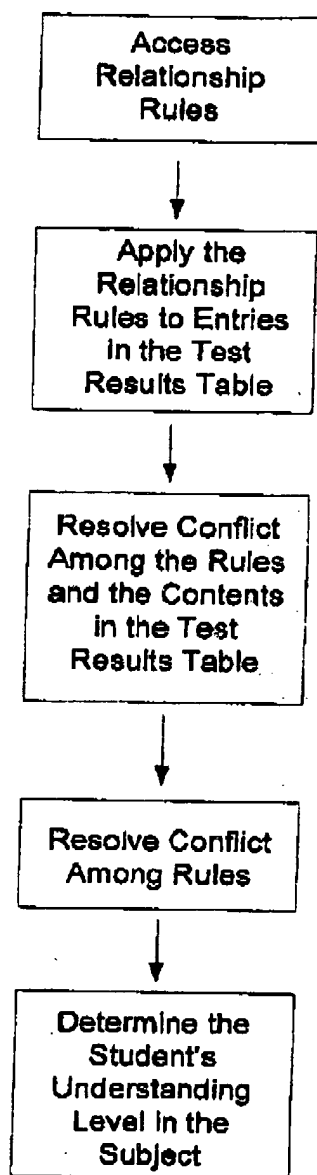 Access
Relationship
Rules
Apply the
Relationship
Rules to Entries
in the Test
Results Table
Resolve Conflict
Among the Rules
and the Contents
in the Test
Results Table
Resolve Conflict
Among Rules
Determine the
Student's
Understanding
Level in the
Subject